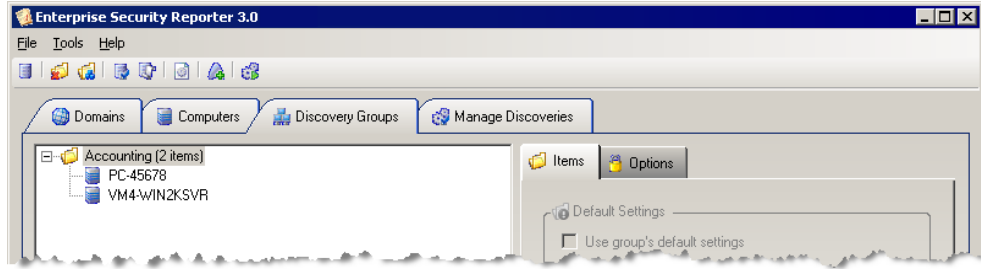 Enterprise Security Reporter 3.0
File Tools Help
Domains Computers Discovery Groups Manage Discoveries
Accounting (2 items)
PC-45678
VM4-WIN2KSVR
Items Options
Default Settings
Use group's default settings